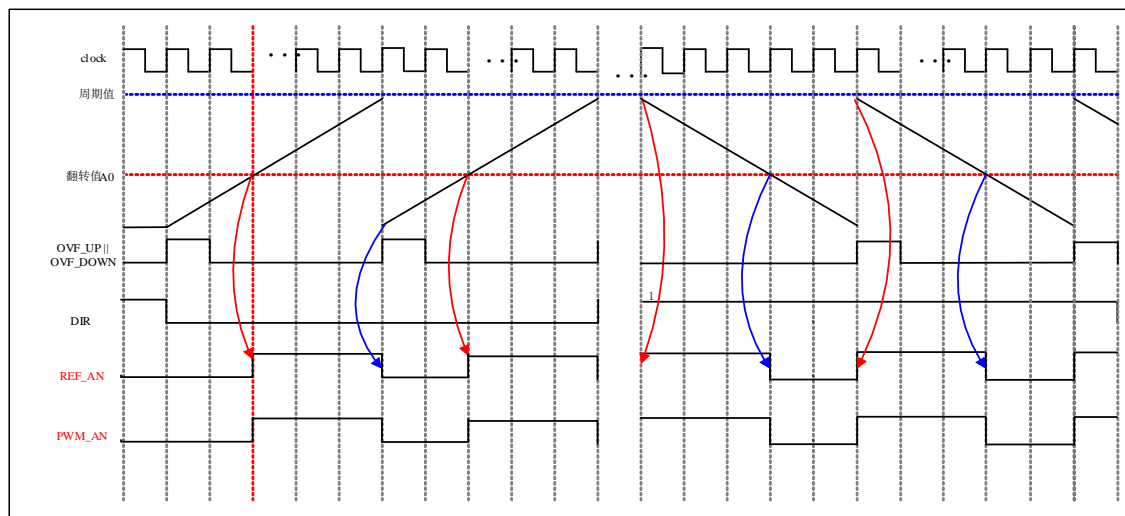 clock
周期值
翻转值A0
OVF_UP ||
OVF_DOWN
DIR
1
REF_AN
PWM_AN